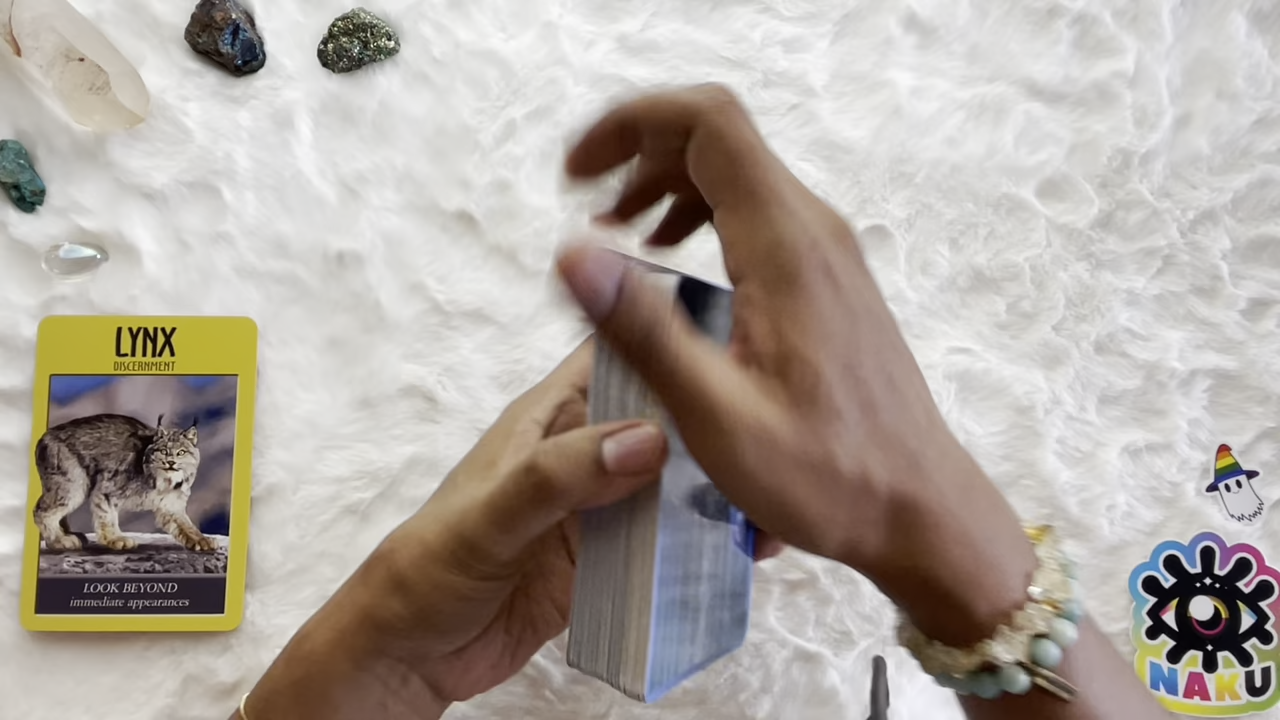 LYNX
DISCERNMENT
LOOK BEYOND
immediate appearances
NAKU